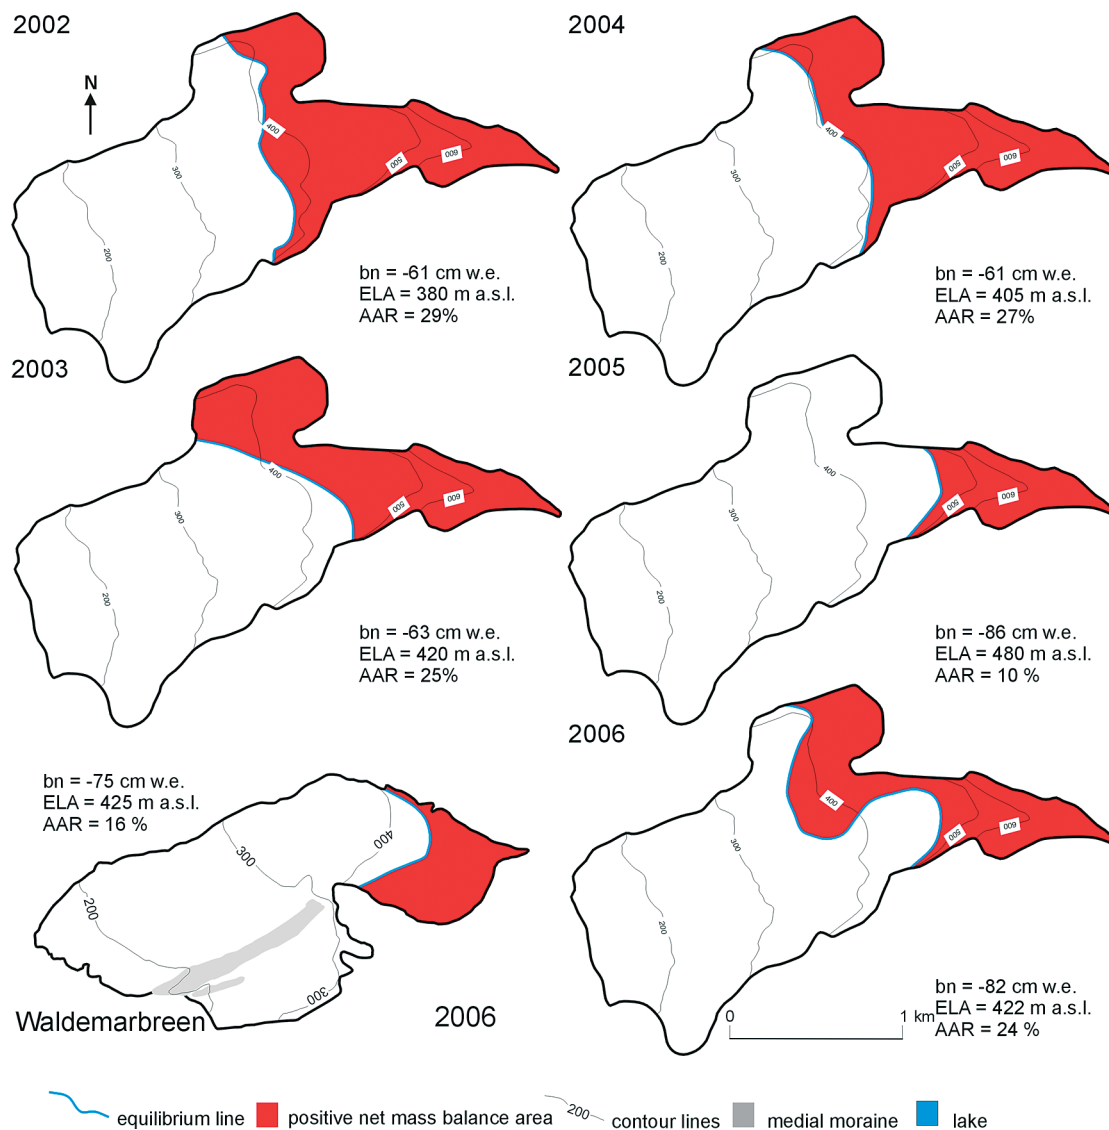 2002
N
400
300
500
600
200
bn = -61 cm w.e.
ELA = 380 m a.s.l.
AAR = 29%
2004
400
300
500
600
200
bn = -61 cm w.e.
ELA = 405 m a.s.l.
AAR = 27%
2003
400
300
500
600
200
bn = -63 cm w.e.
ELA = 420 m a.s.l.
AAR = 25%
2005
400
300
500
600
200
bn = -86 cm w.e.
ELA = 480 m a.s.l.
AAR = 10 %
bn = -75 cm w.e.
ELA = 425 m a.s.l.
AAR = 16 %
400
300
200
300
Waldemarbreen
2006
2006
400
300
500
600
200
bn = -82 cm w.e.
ELA = 422 m a.s.l.
AAR = 24 %
0 1 km
equilibrium line
positive net mass balance area
200
contour lines
medial moraine
lake